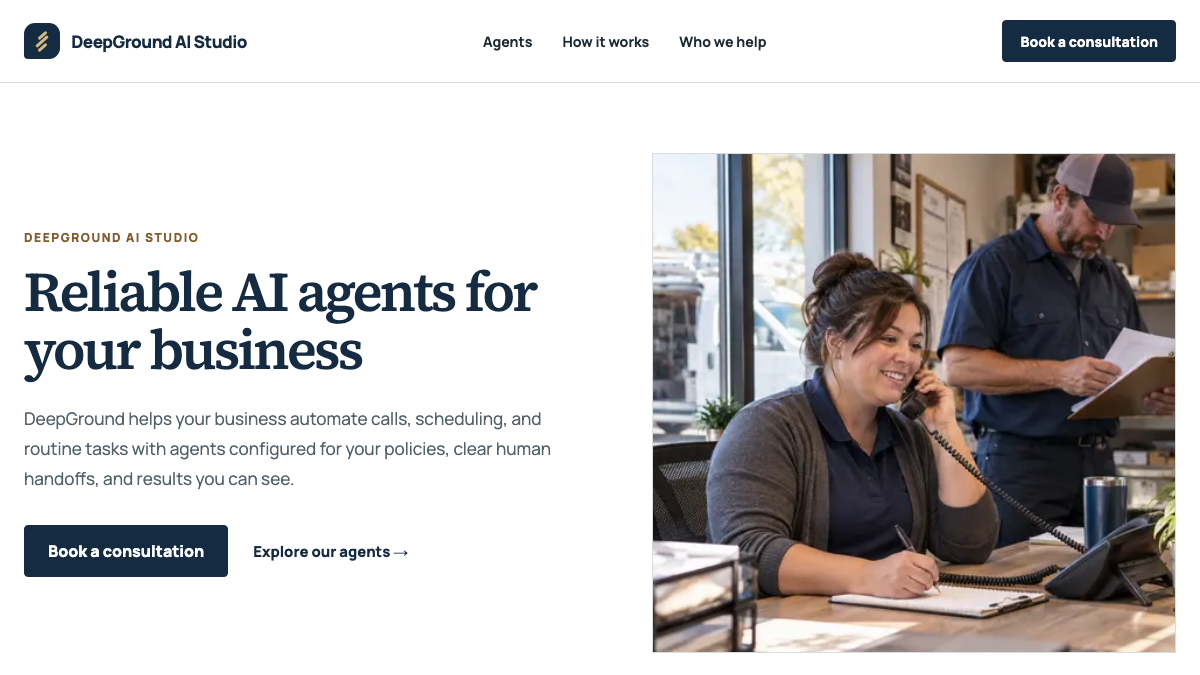 DeepGround AI Studio
Agents
How it works
Who we help
Book a consultation
DEEPGROUND AI STUDIO
Reliable AI agents for
your business
DeepGround helps your business automate calls, scheduling, and
routine tasks with agents configured for your policies, clear human
handoffs, and results you can see.
Book a consultation
Explore our agents →